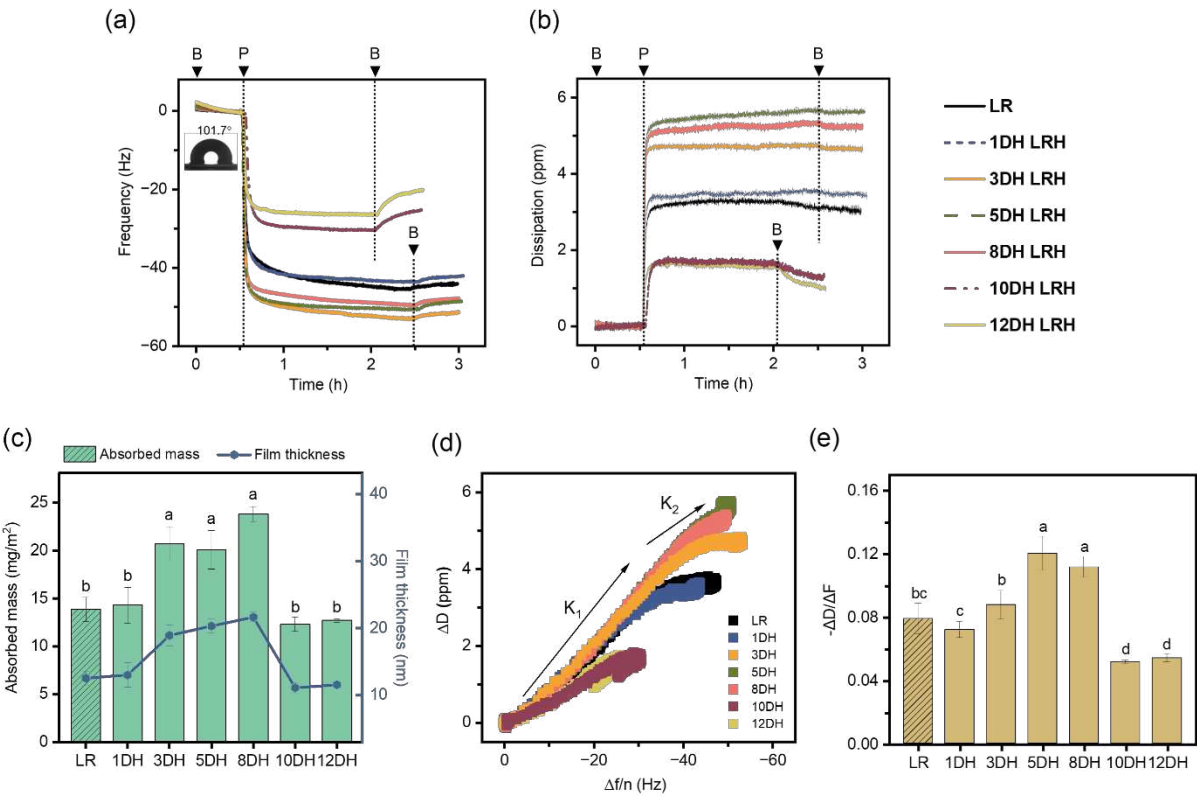 (a)
B P B
0
−20
−40
−60
Frequency (Hz)
101.7°
B
0 1 2 3
Time (h)
(b)
B P B
6
4
2
0
Dissipation (ppm)
B
0 1 2 3
Time (h)
LR
1DH LRH
3DH LRH
5DH LRH
8DH LRH
10DH LRH
12DH LRH
(c)
Absorbed mass Film thickness
25
20
15
10
5
0
Absorbed mass (mg/m²)
b b a a a b b
40
30
20
10
Film thickness (nm)
LR 1DH 3DH 5DH 8DH 10DH 12DH
(d)
6
4
2
0
ΔD (ppm)
K₁
K₂
LR
1DH
3DH
5DH
8DH
10DH
12DH
0 −20 −40 −60
Δf/n (Hz)
(e)
0.16
0.12
0.08
0.04
0.00
-ΔD/ΔF
bc c b a a d d
LR 1DH 3DH 5DH 8DH 10DH 12DH